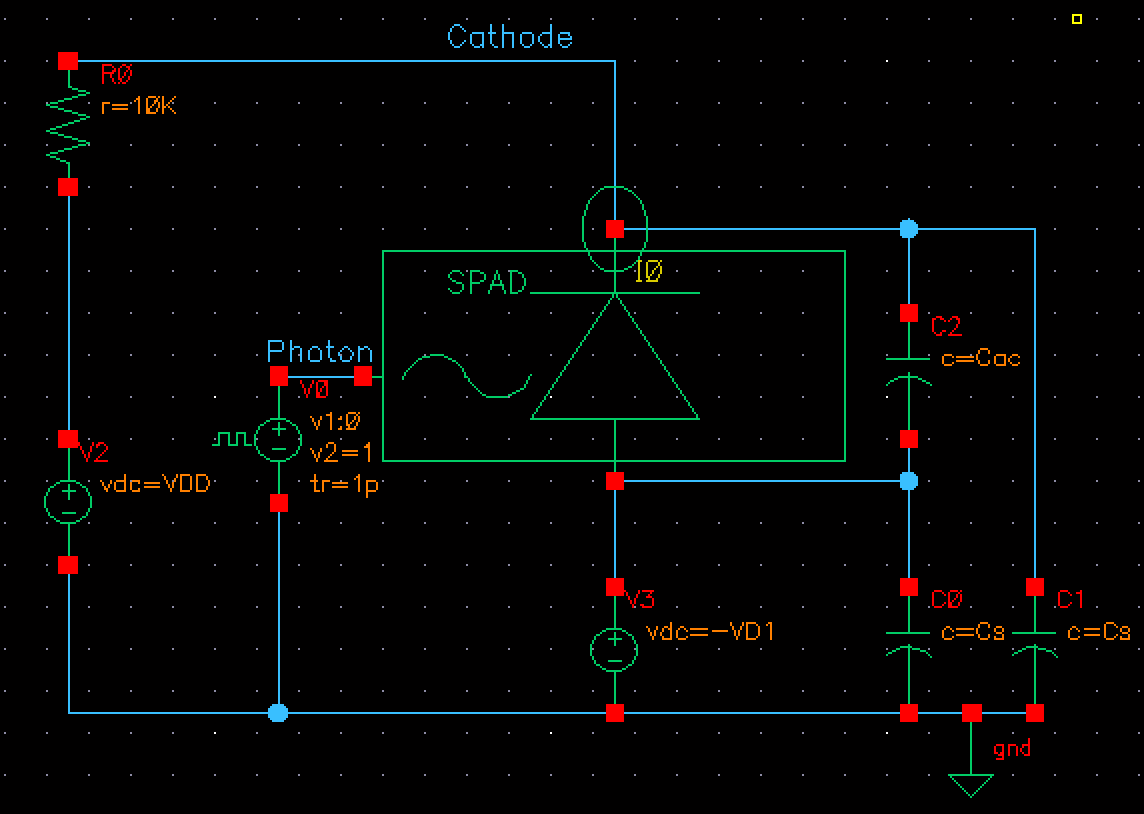 Cathode
R0
r=10K
SPAD
I0
Photon
V0
v1:0
v2=1
tr=1p
V2
vdc=VDD
C2
c=Cac
V3
vdc=-VD1
C0
c=Cs
C1
c=Cs
gnd